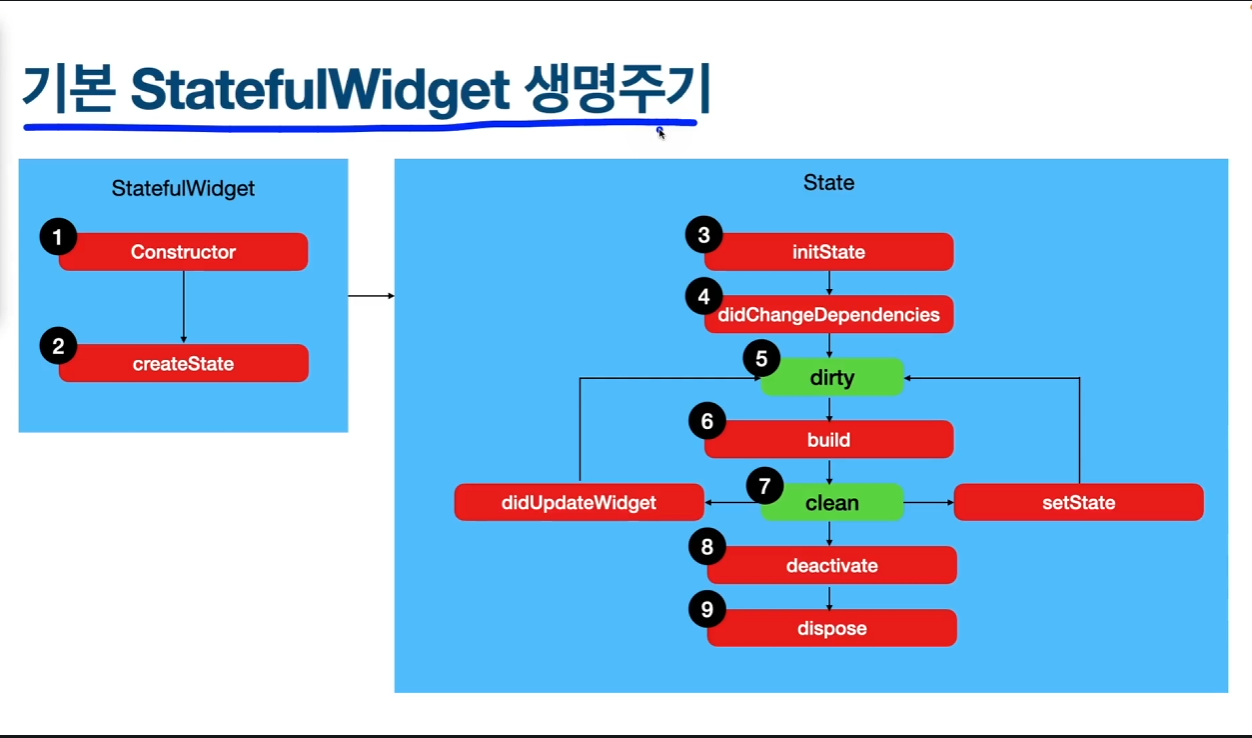 기본 StatefulWidget 생명주기
StatefulWidget
1
Constructor
2
createState
State
3
initState
4
didChangeDependencies
5
dirty
6
build
didUpdateWidget
7
clean
setState
8
deactivate
9
dispose